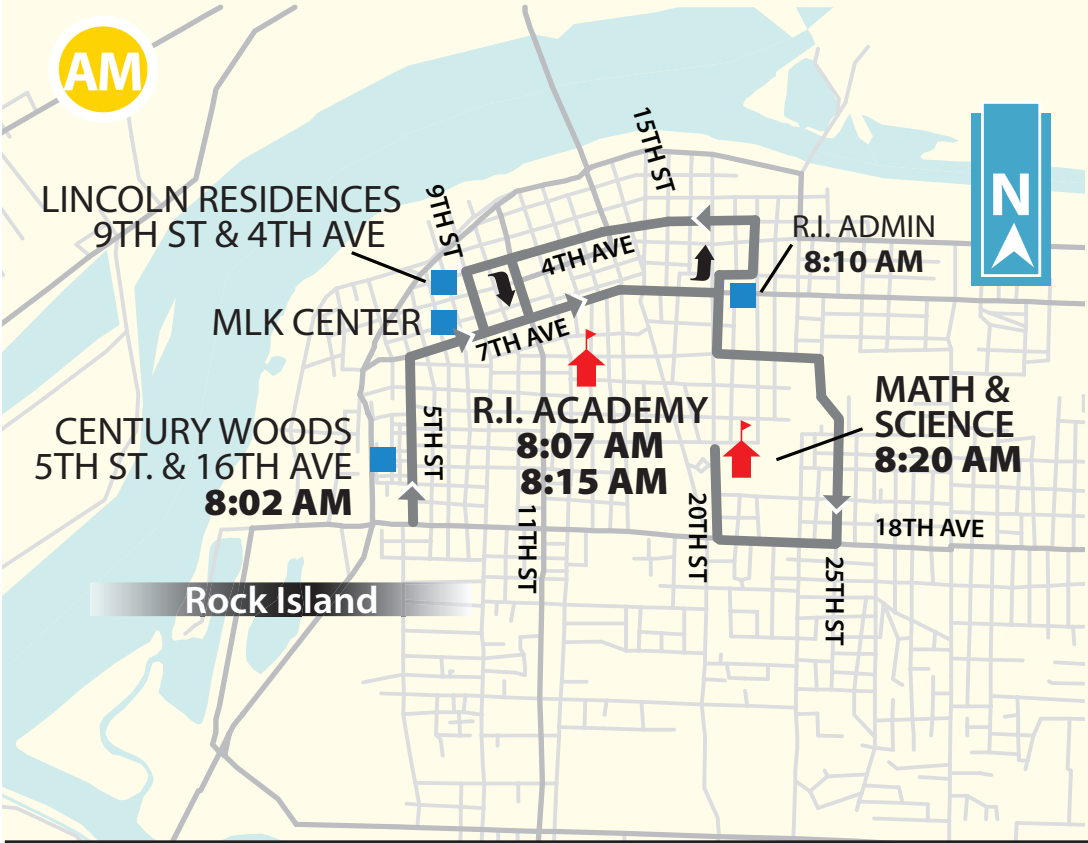 AM
15TH ST
N
LINCOLN RESIDENCES
9TH ST & 4TH AVE
9TH ST
R.I. ADMIN
8:10 AM
4TH AVE
MLK CENTER
7TH AVE
MATH &
SCIENCE
8:20 AM
R.I. ACADEMY
8:07 AM
8:15 AM
5TH ST
CENTURY WOODS
5TH ST. & 16TH AVE
8:02 AM
11TH ST
20TH ST
18TH AVE
25TH ST
Rock Island